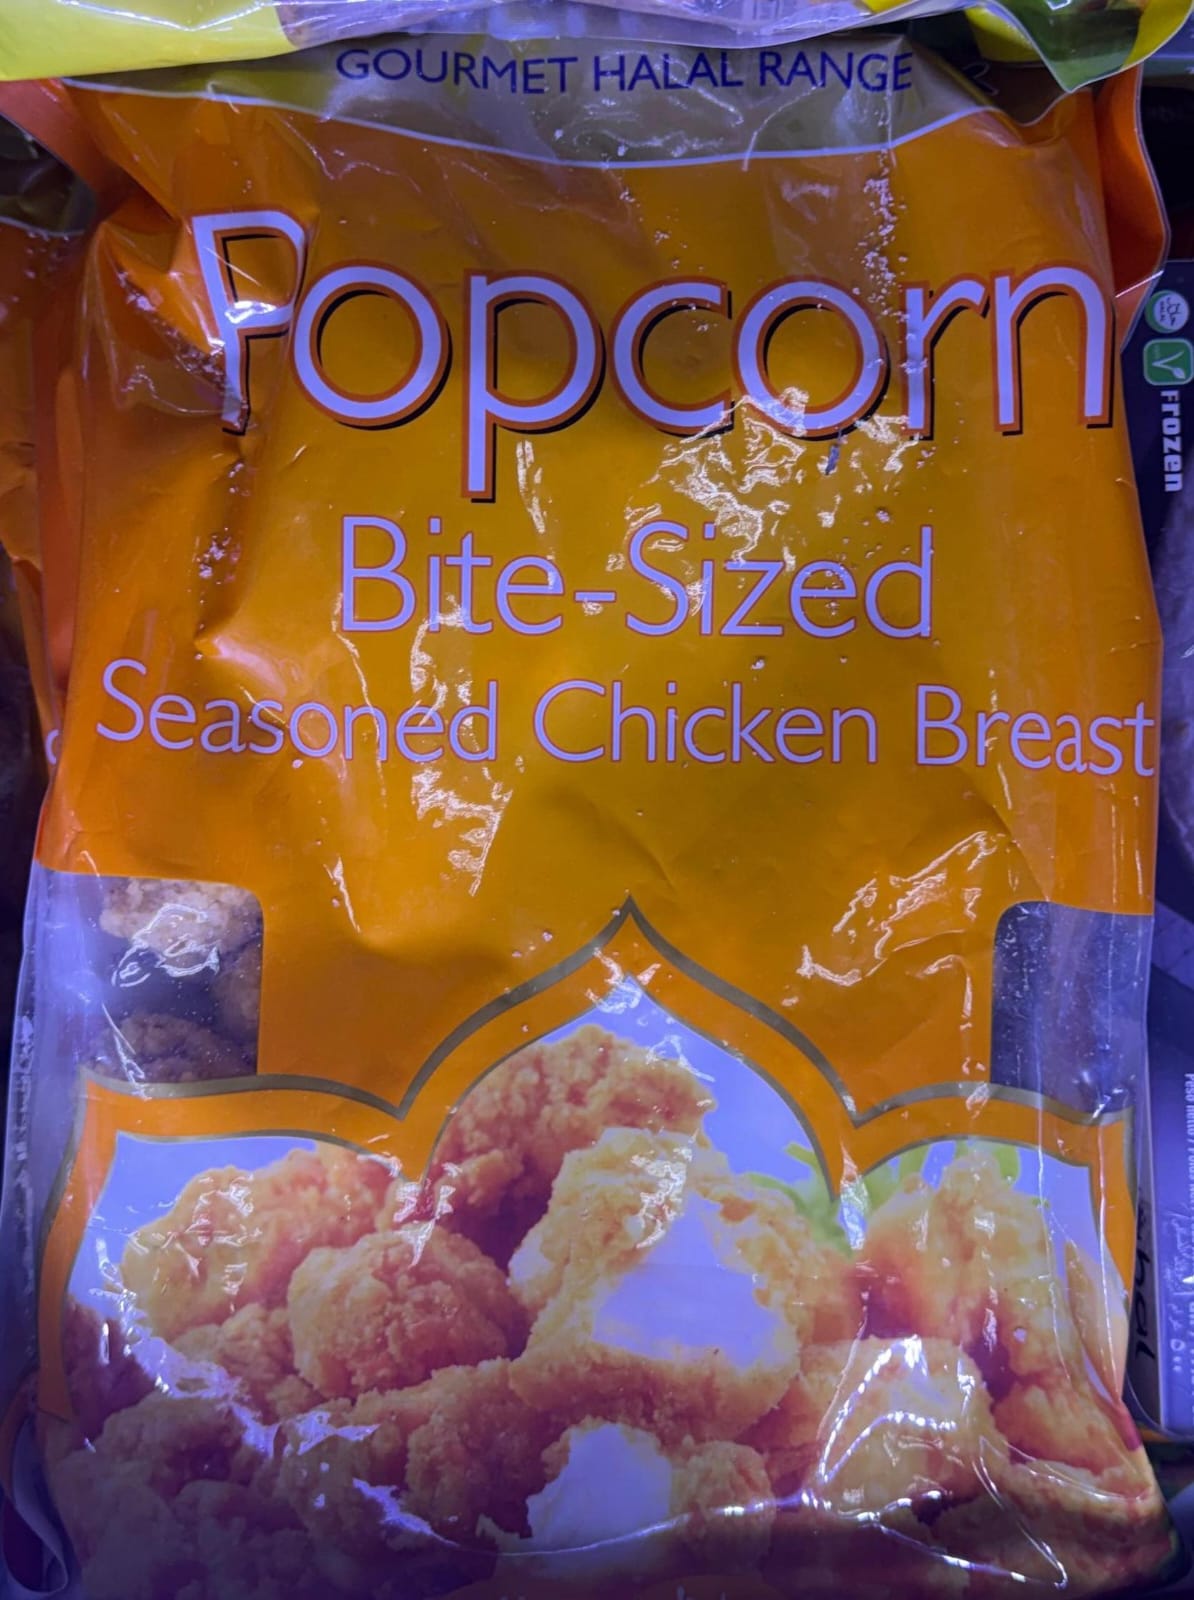 GOURMET HALAL RANGE
Popcorn
Bite-Sized
Seasoned Chicken Breast
Frozen